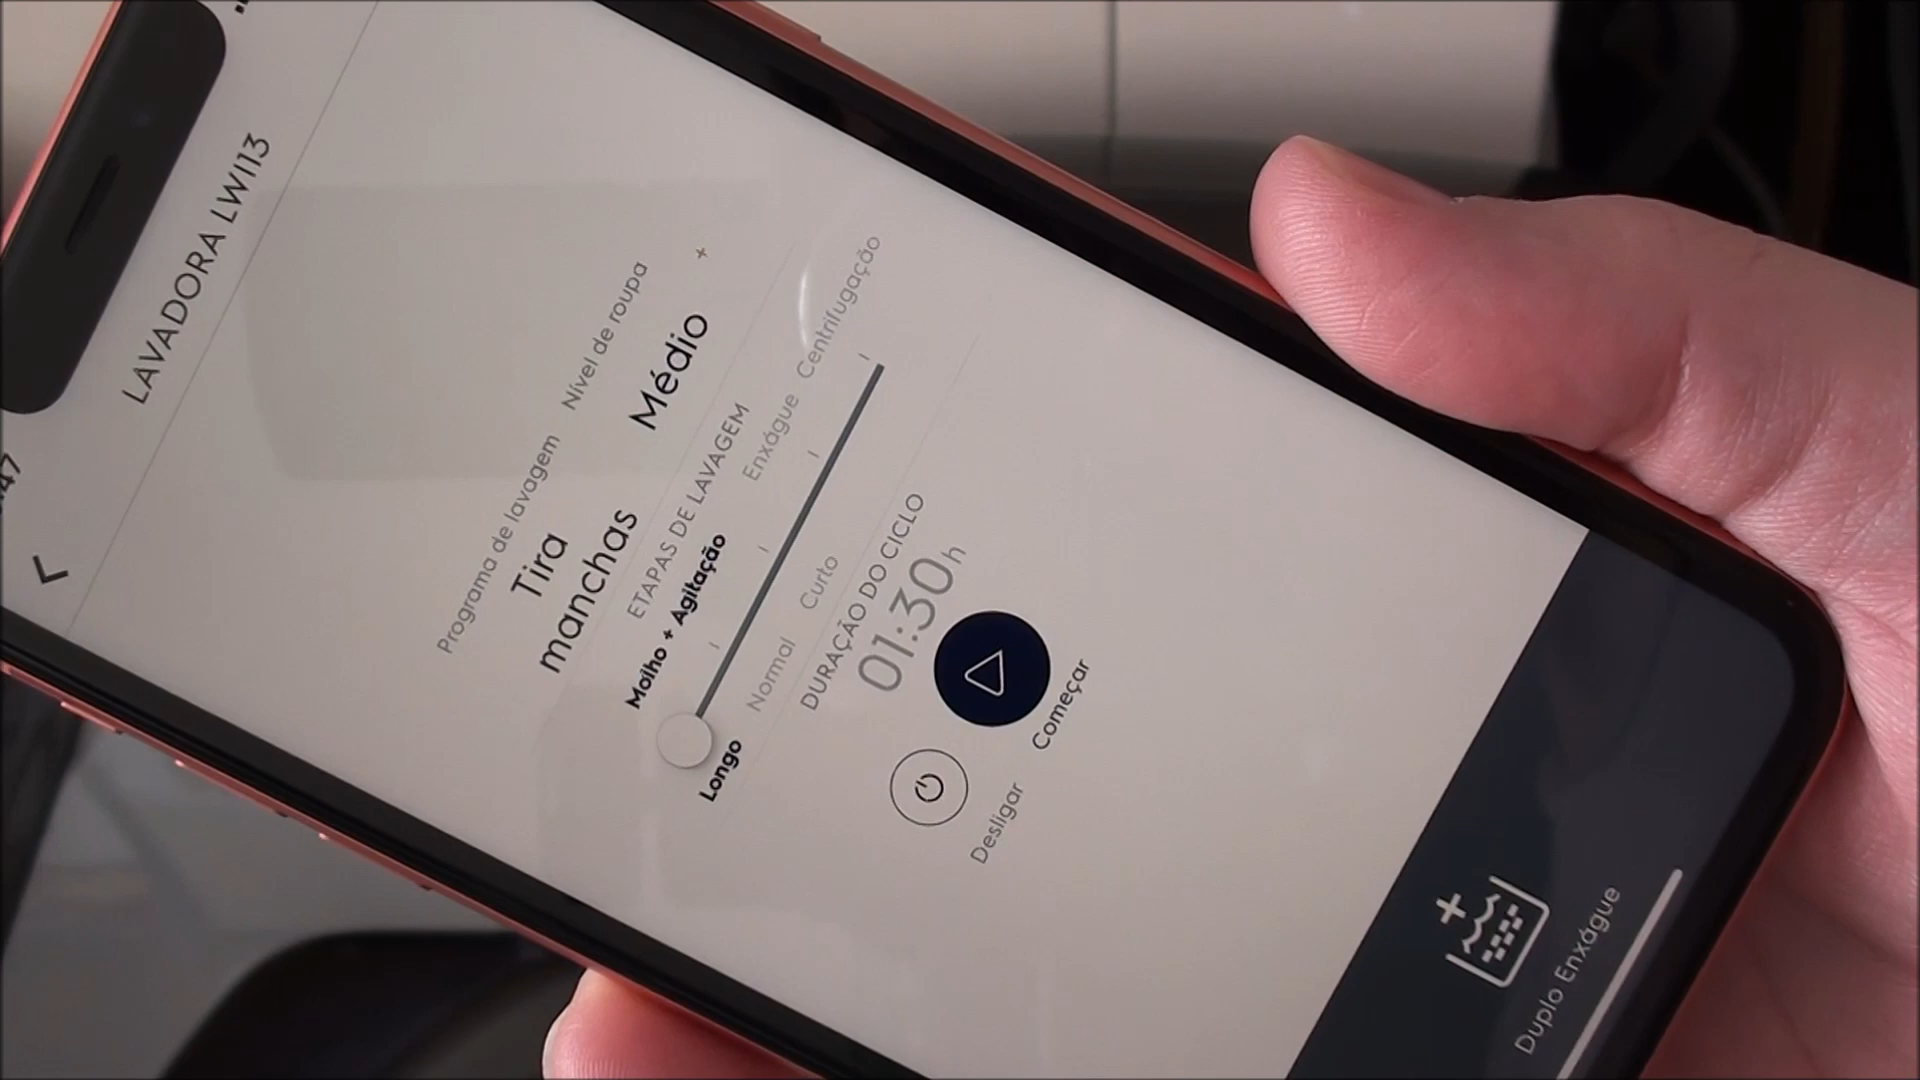 :47
LAVADORA LWI13
Programa de lavagem
Nível de roupa
Tira
manchas
Médio
+
ETAPAS DE LAVAGEM
Molho + Agitação
Enxágue
Centrifugação
Longo
Normal
Curto
DURAÇÃO DO CICLO
01:30h
Desligar
Começar
Duplo Enxágue